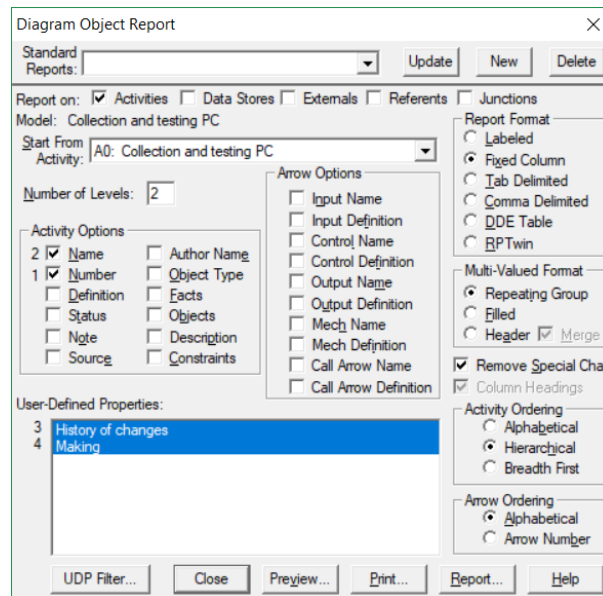 Diagram Object Report
Standard Reports:
Update New Delete
Report on: Activities Data Stores Externals Referents Junctions
Model: Collection and testing PC
Start From Activity: A0: Collection and testing PC
Number of Levels: 2
Activity Options
2 Name Author Name
1 Number Object Type
Definition Facts
Status Objects
Note Description
Source Constraints
Arrow Options
Input Name
Input Definition
Control Name
Control Definition
Output Name
Output Definition
Mech Name
Mech Definition
Call Arrow Name
Call Arrow Definition
Report Format
Labeled
Fixed Column
Tab Delimited
Comma Delimited
DDE Table
RPTwin
Multi-Valued Format
Repeating Group
Filled
Header Merge
Remove Special Cha
Column Headings
Activity Ordering
Alphabetical
Hierarchical
Breadth First
Arrow Ordering
Alphabetical
Arrow Number
User-Defined Properties:
3 History of changes
4 Making
UDP Filter... Close Preview... Print... Report... Help